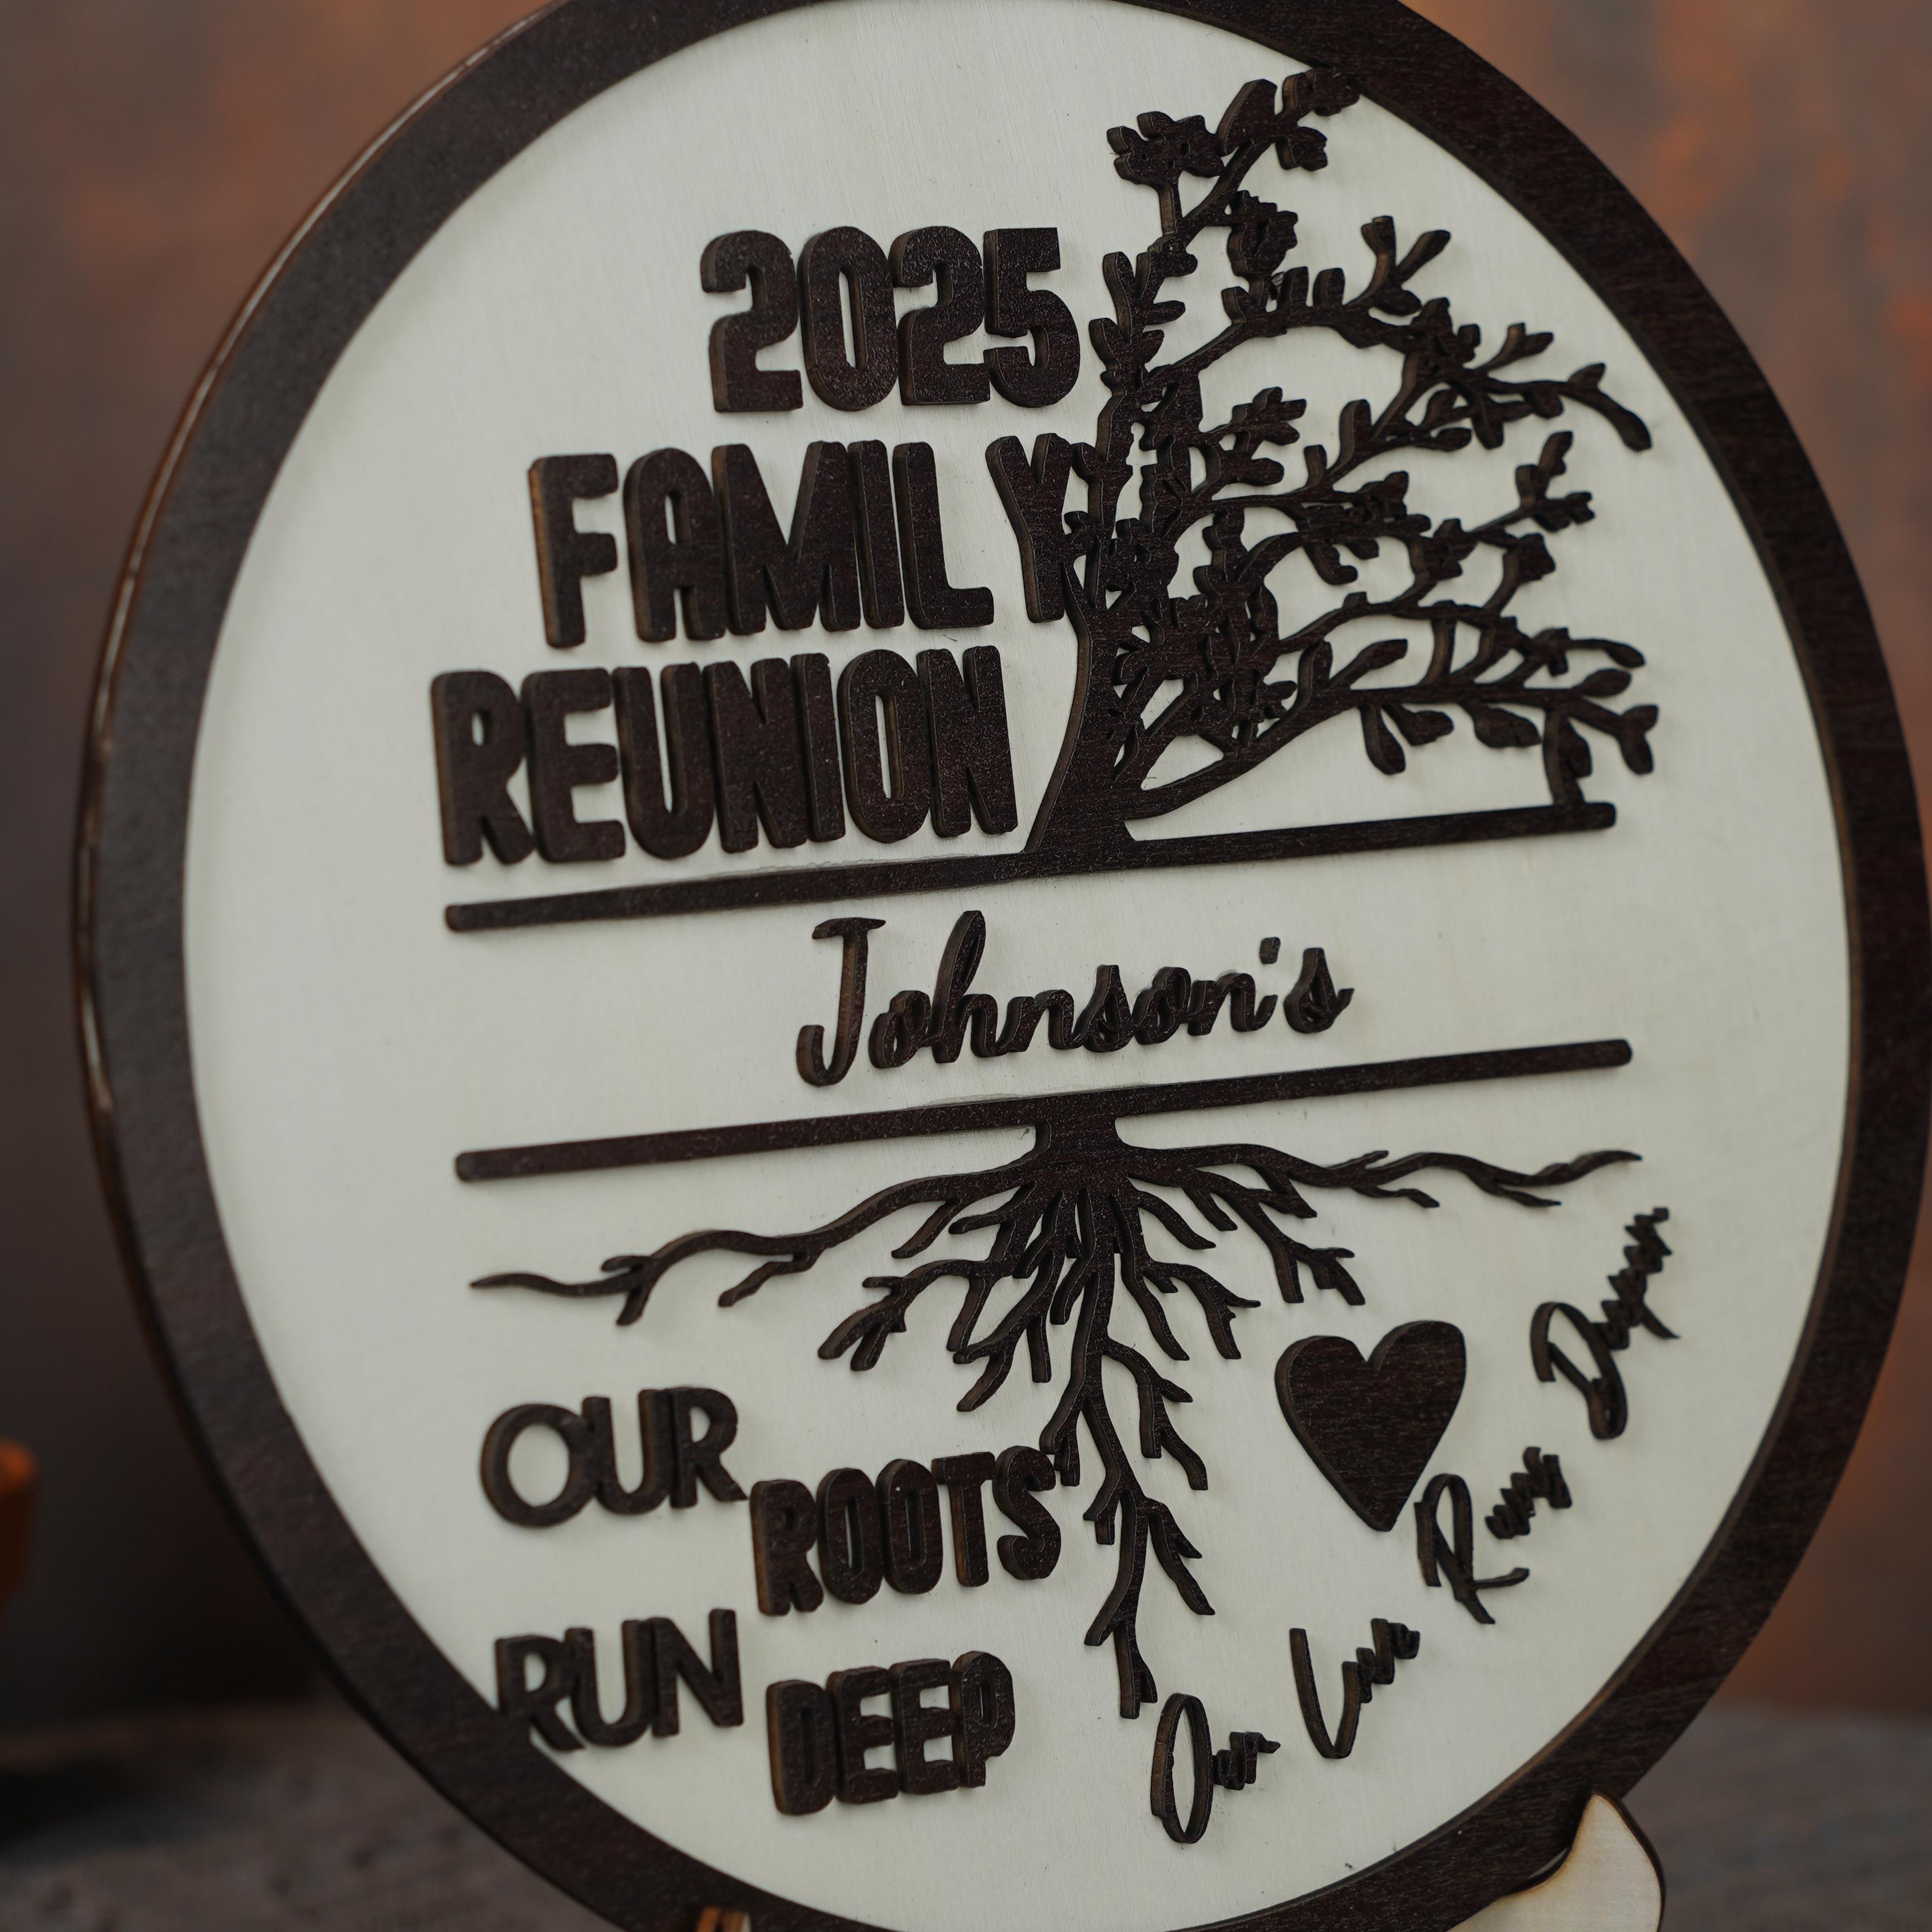 2025
FAMILY
REUNION
Johnson's
OUR
ROOTS
RUN
DEEP
Our Love Runs Deeper